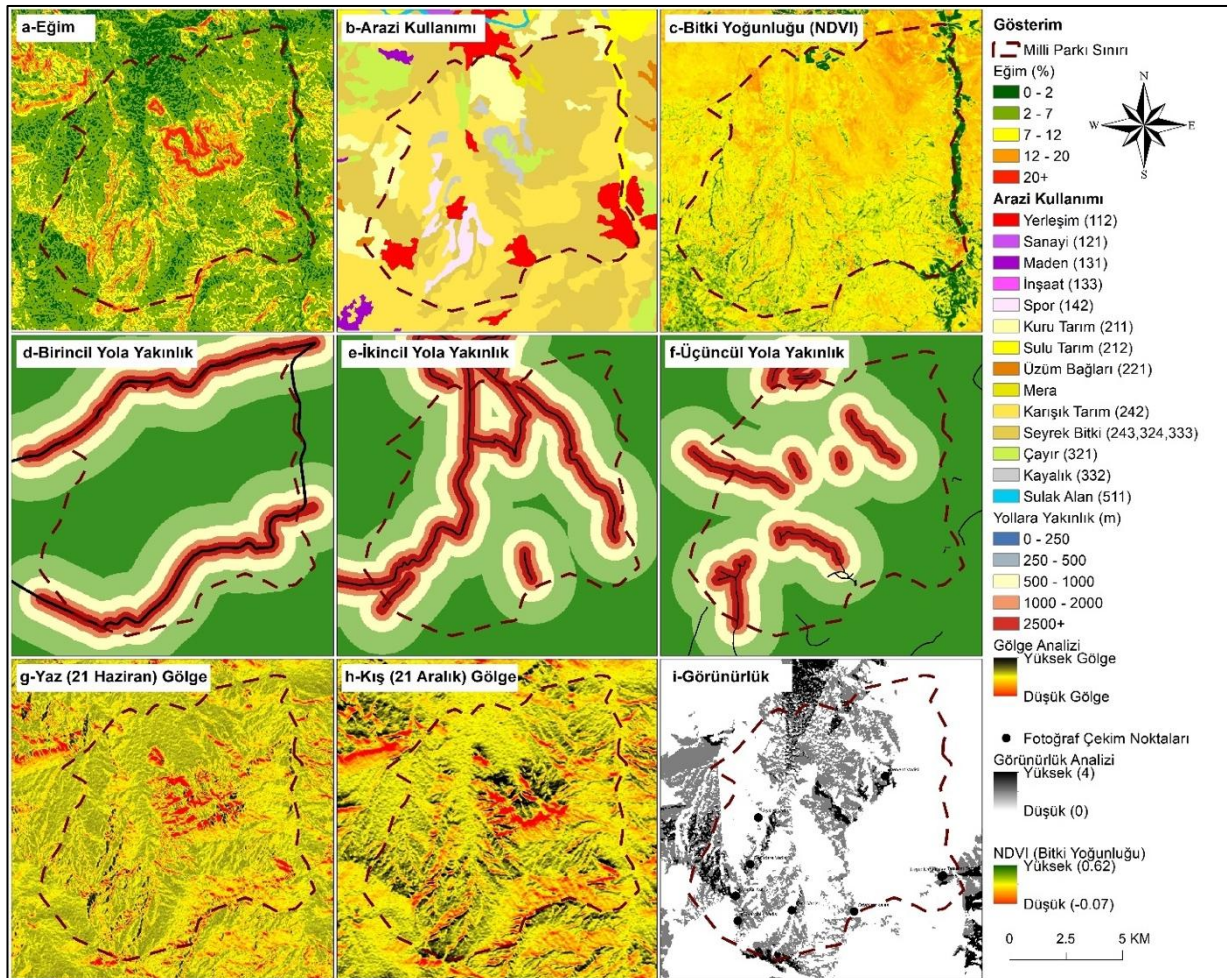 a-Eğim
b-Arazi Kullanımı
c-Bitki Yoğunluğu (NDVI)
d-Birincil Yola Yakınlık
e-İkincil Yola Yakınlık
f-Üçüncül Yola Yakınlık
g-Yaz (21 Haziran) Gölge
h-Kış (21 Aralık) Gölge
i-Görünürlük
Gösterim
Milli Parkı Sınırı
Eğim (%)
0 - 2
2 - 7
7 - 12
12 - 20
20+
N
W
E
S
Arazi Kullanımı
Yerleşim (112)
Sanayi (121)
Maden (131)
İnşaat (133)
Spor (142)
Kuru Tarım (211)
Sulu Tarım (212)
Üzüm Bağları (221)
Mera
Karışık Tarım (242)
Seyrek Bitki (243,324,333)
Çayır (321)
Kayalık (332)
Sulak Alan (511)
Yollara Yakınlık (m)
0 - 250
250 - 500
500 - 1000
1000 - 2000
2500+
Gölge Analizi
Yüksek Gölge
Düşük Gölge
Fotoğraf Çekim Noktaları
Görünürlük Analizi
Yüksek (4)
Düşük (0)
NDVI (Bitki Yoğunluğu)
Yüksek (0.62)
Düşük (-0.07)
0 2.5 5 KM